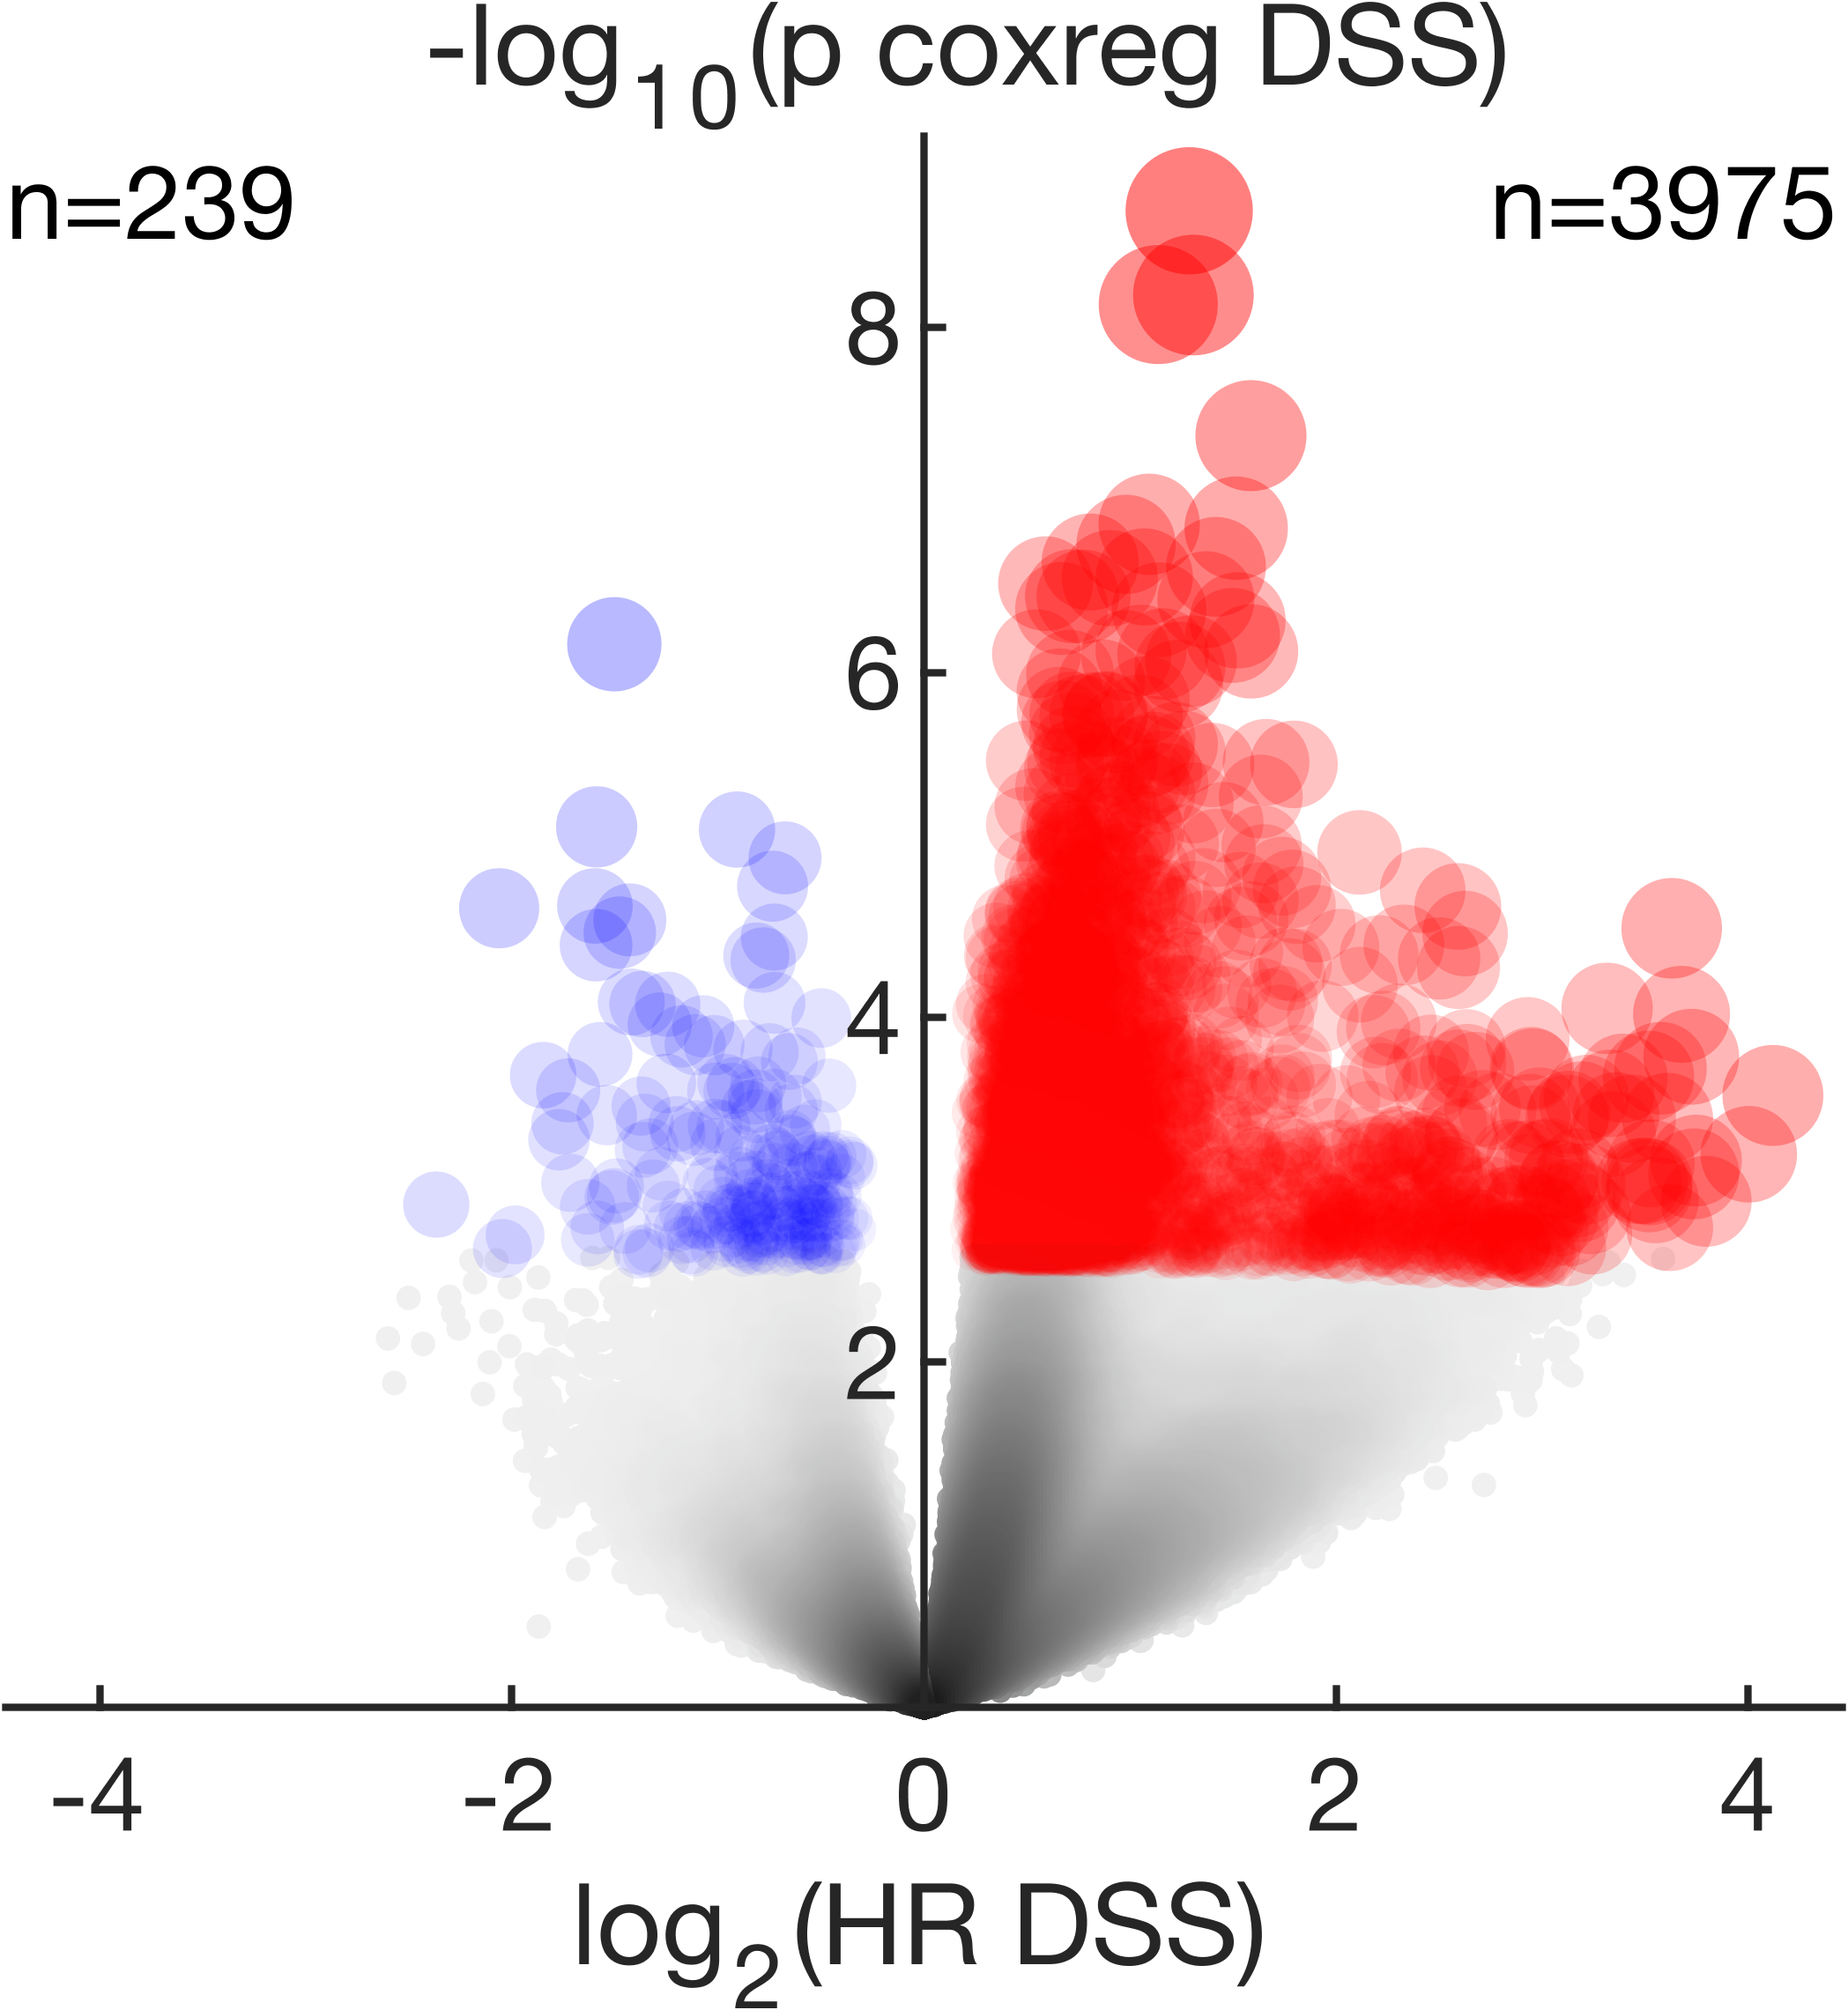 -log10(p coxreg DSS)
n=239 n=3975
8
6
4
2
-4 -2 0 2 4
log2(HR DSS)